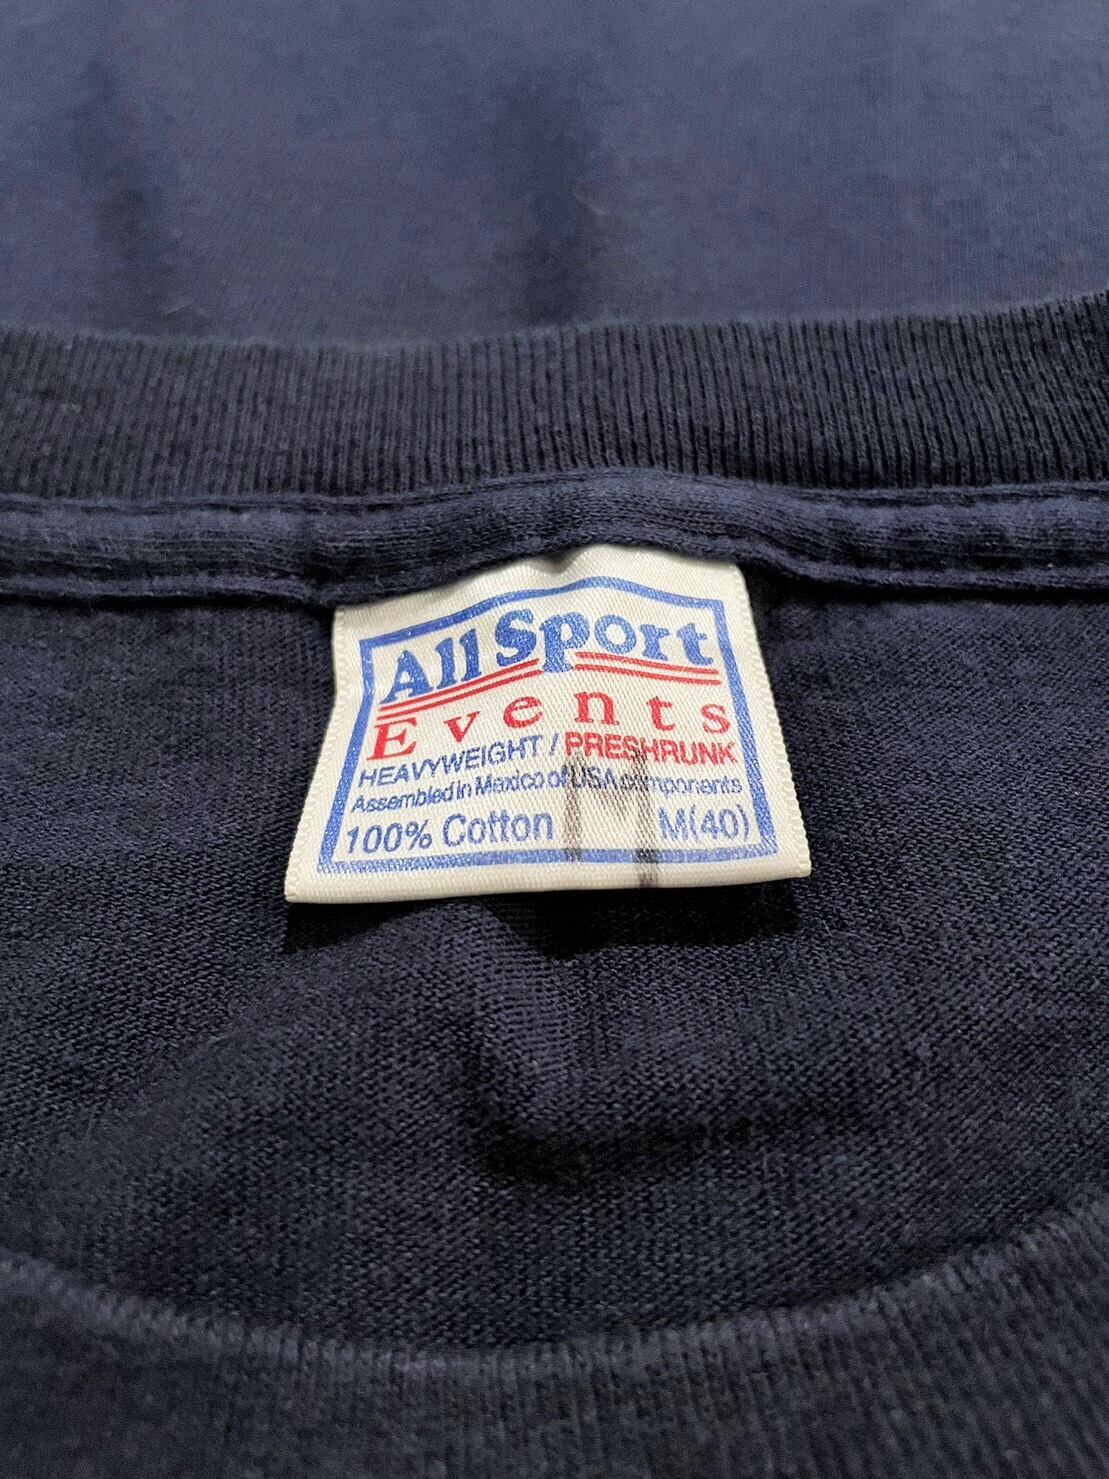 All Sport
Events
HEAVYWEIGHT / PRESHRUNK
Assembled in Mexico of USA components
100% Cotton M M(40)